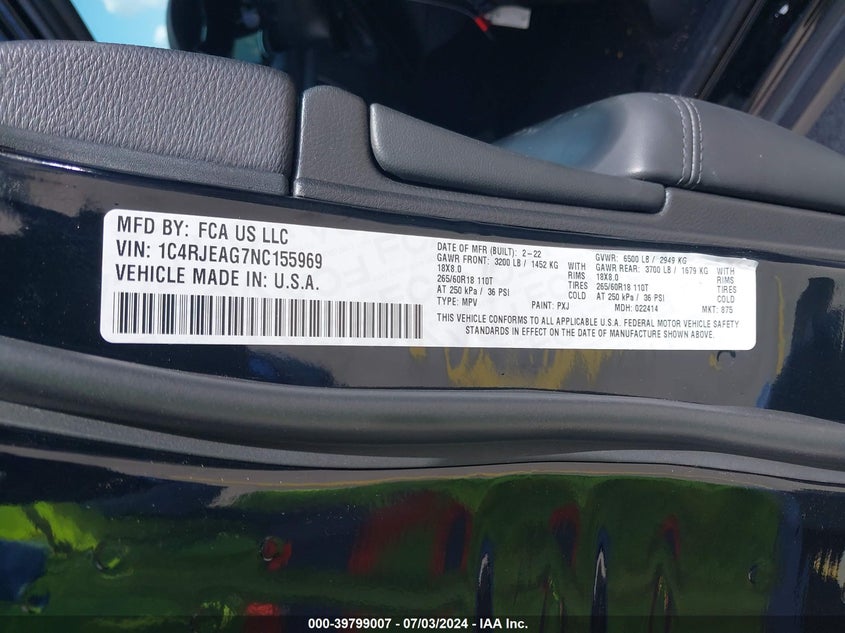 MFD BY: FCA US LLC
VIN: 1C4RJEAG7NC155969
VEHICLE MADE IN U.S.A.
DATE OF MFR (BUILT): 2-22
GAWR FRONT: 3200 LB / 1452 KG WITH
18X8.0 RIMS
265/60R18 110T TIRES
AT 250 kPa / 36 PSI COLD
TYPE: MPV PAINT: PXJ
GVWR: 6500 LB / 2949 KG
GAWR REAR: 3700 LB / 1679 KG WITH
18X8.0 RIMS
265/60R18 110T TIRES
AT 250 kPa / 36 PSI COLD
MDH: 022414 MKT: 875
THIS VEHICLE CONFORMS TO ALL APPLICABLE U.S.A. FEDERAL MOTOR VEHICLE SAFETY
STANDARDS IN EFFECT ON THE DATE OF MANUFACTURE SHOWN ABOVE.
000-39799007 - 07/03/2024 - IAA Inc.